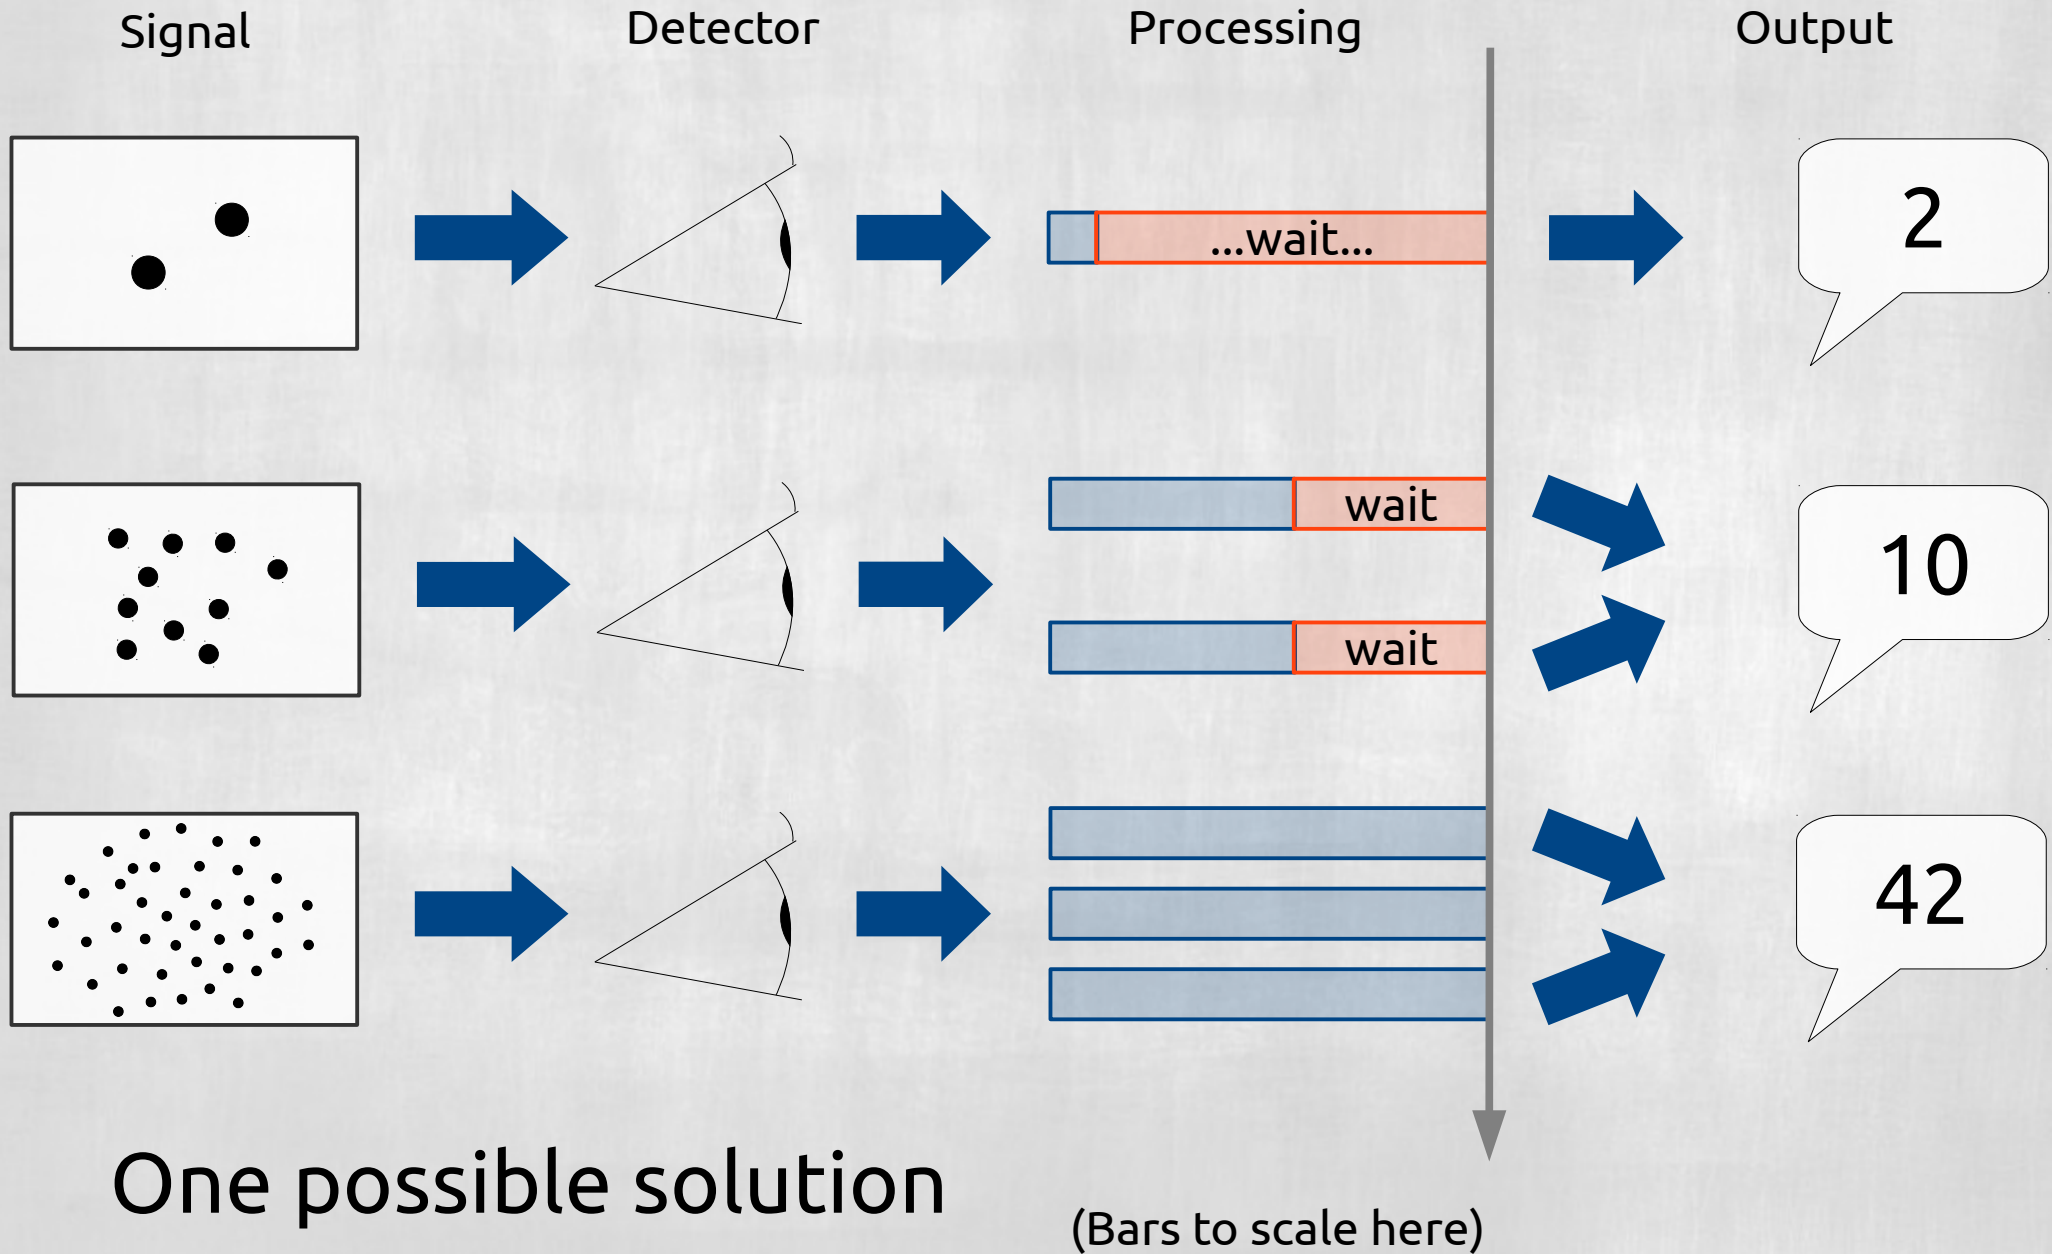 Signal
Detector
Processing
Output
...wait...
2
wait
10
wait
42
One possible solution
(Bars to scale here)